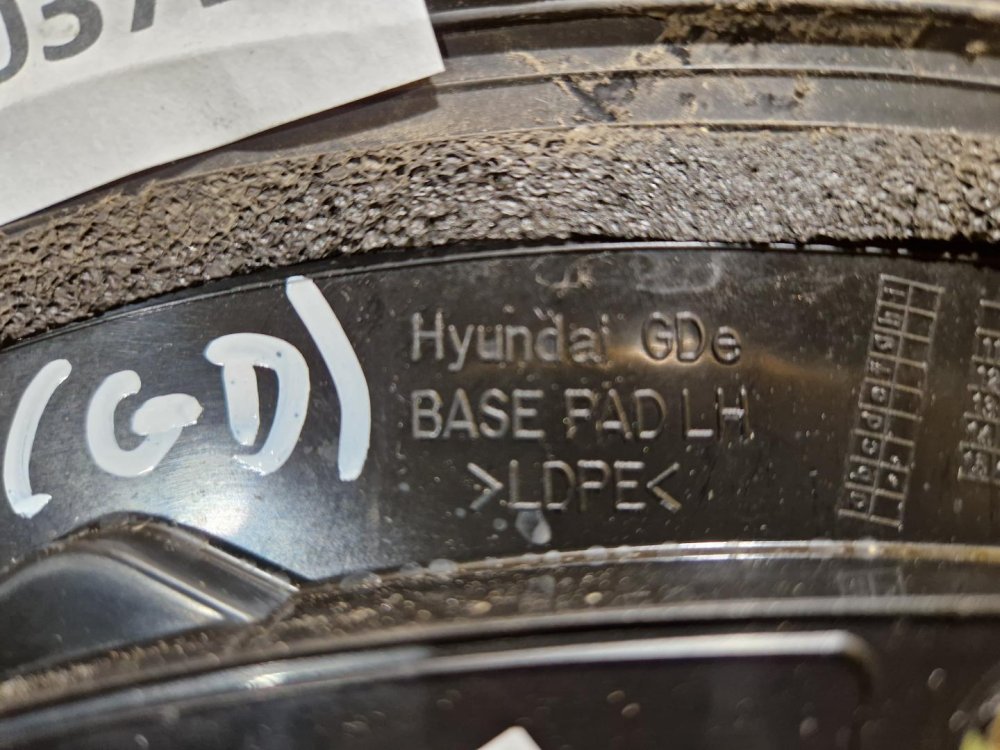 (GD)
Hyundai GDe
BASE PAD LH
>LDPE<